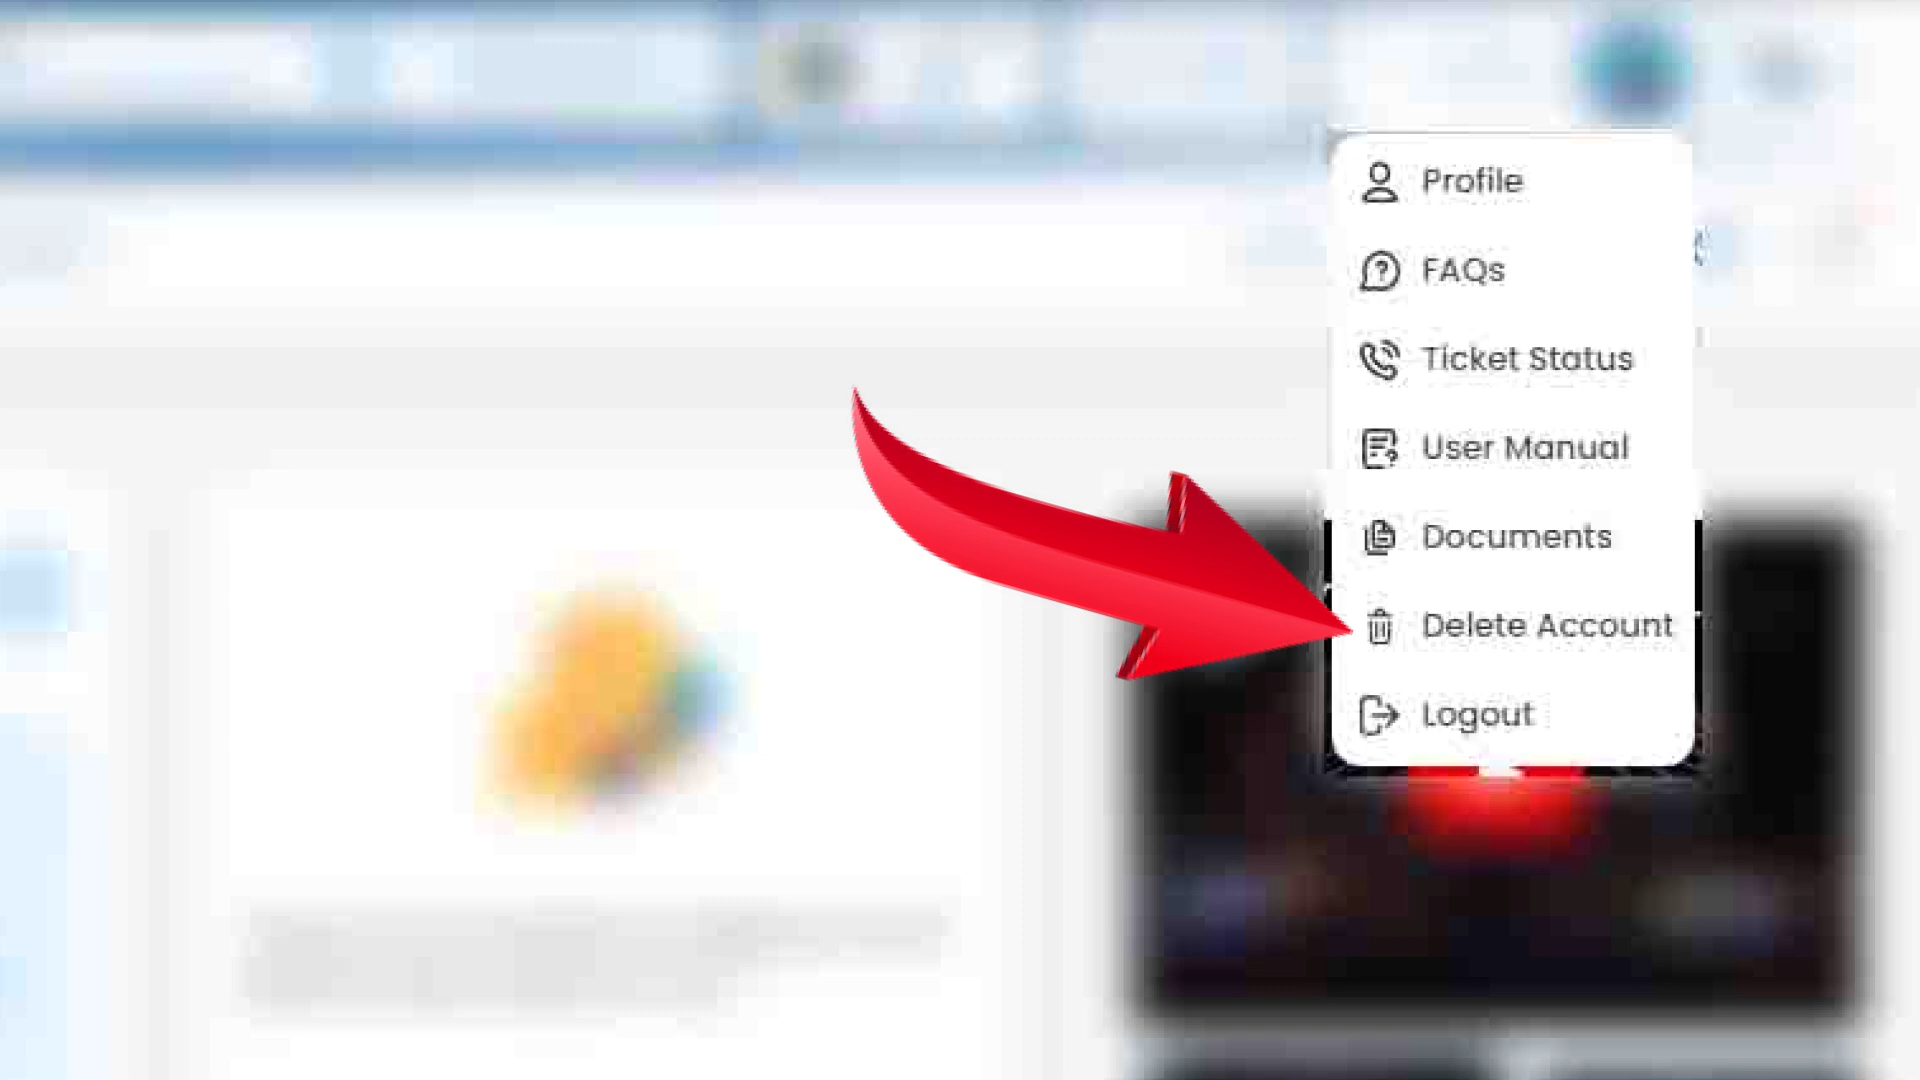 Profile
FAQs
Ticket Status
User Manual
Documents
Delete Account
Logout